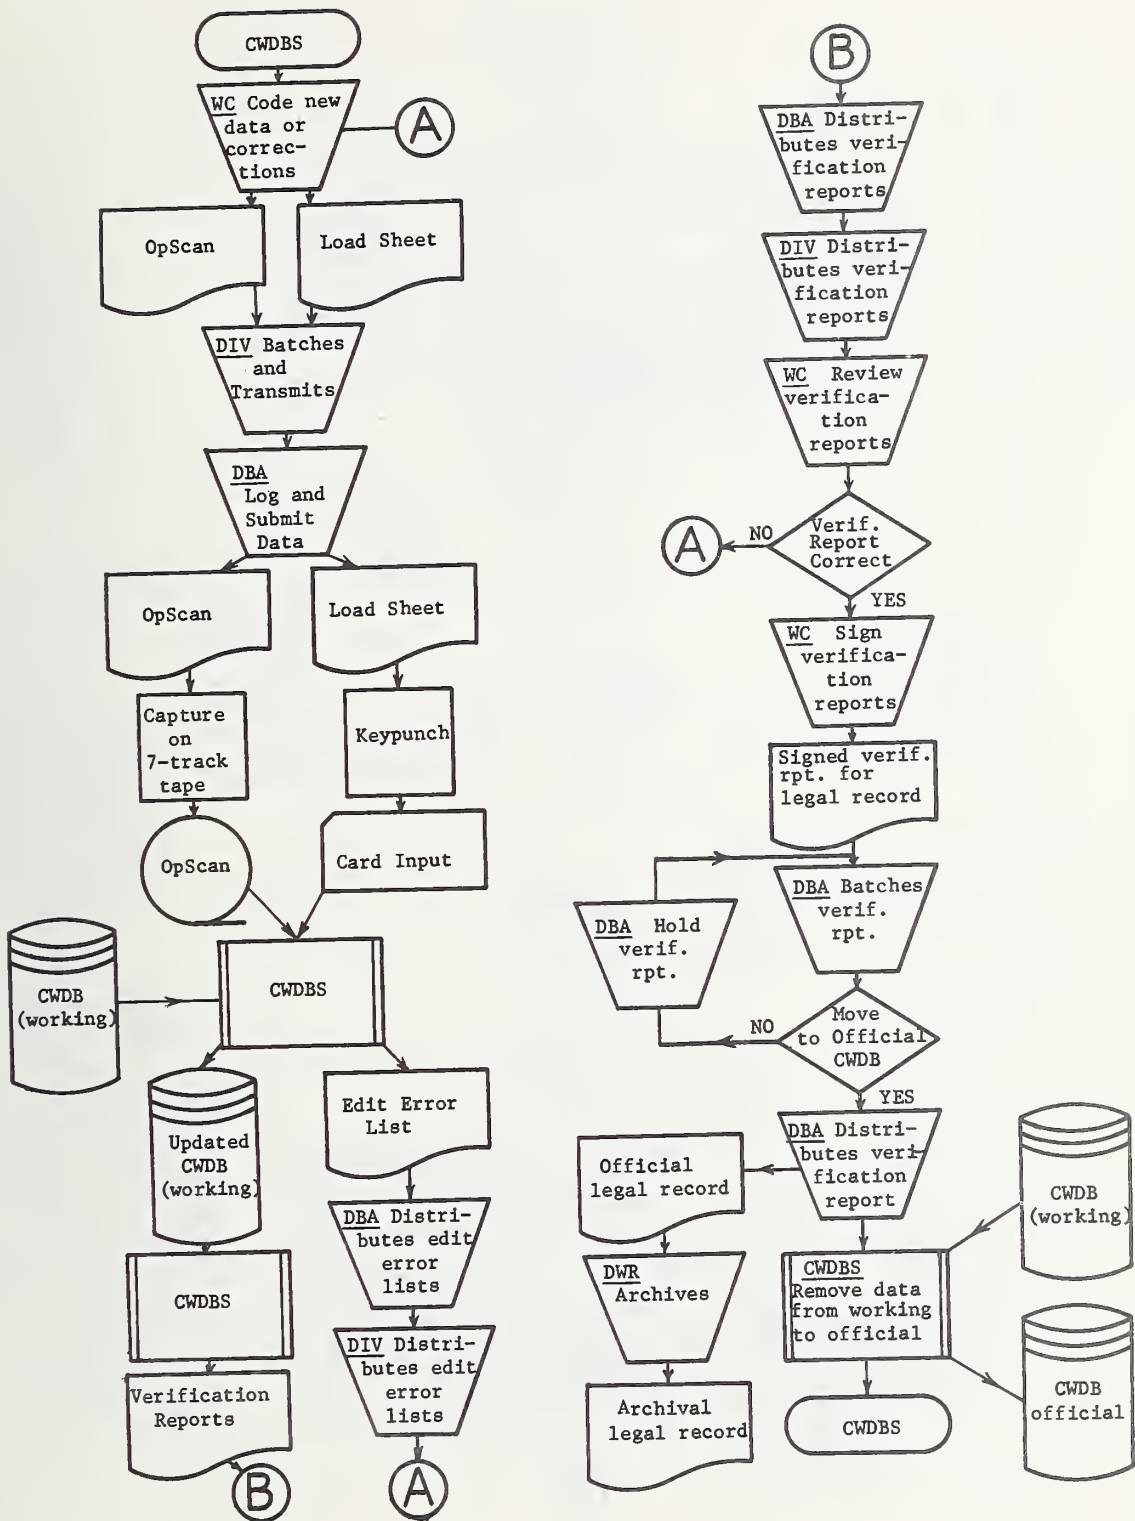 CWDBS
WC Code new
data or
correc-
tions
A
OpScan
Load Sheet
DIV Batches
and
Transmits
DBA
Log and
Submit
Data
OpScan
Load Sheet
Capture
on
7-track
tape
Keypunch
OpScan
Card Input
CWDB
(working)
CWDBS
Updated
CWDB
(working)
Edit Error
List
CWDBS
DBA Distri-
butes edit
error
lists
Verification
Reports
DIV Distri-
butes edit
error
lists
B
A
B
DBA Distri-
butes veri-
fication
reports
DIV Distri-
butes veri-
fication
reports
WC Review
verifica-
tion
reports
Verif.
Report
Correct
NO
A
YES
WC Sign
verifica-
tion
reports
Signed verif.
rpt. for
legal record
DBA Batches
verif.
rpt.
DBA Hold
verif.
rpt.
Move
to Official
CWDB
NO
YES
DBA Distri-
butes veri-
fication
report
Official
legal record
CWDB
(working)
DWR
Archives
CWDBS
Remove data
from working
to official
Archival
legal record
CWDBS
CWDB
official